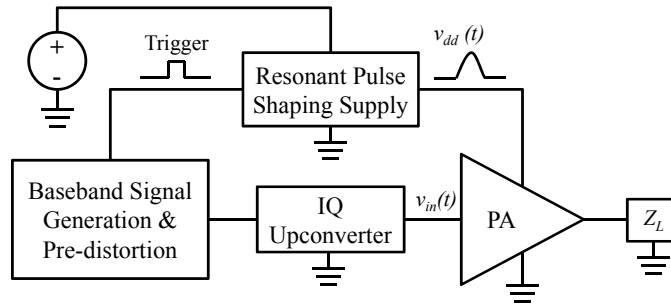 +
-
Trigger
Resonant Pulse
Shaping Supply
v_dd (t)
Baseband Signal
Generation &
Pre-distortion
IQ
Upconverter
v_in(t)
PA
Z_L